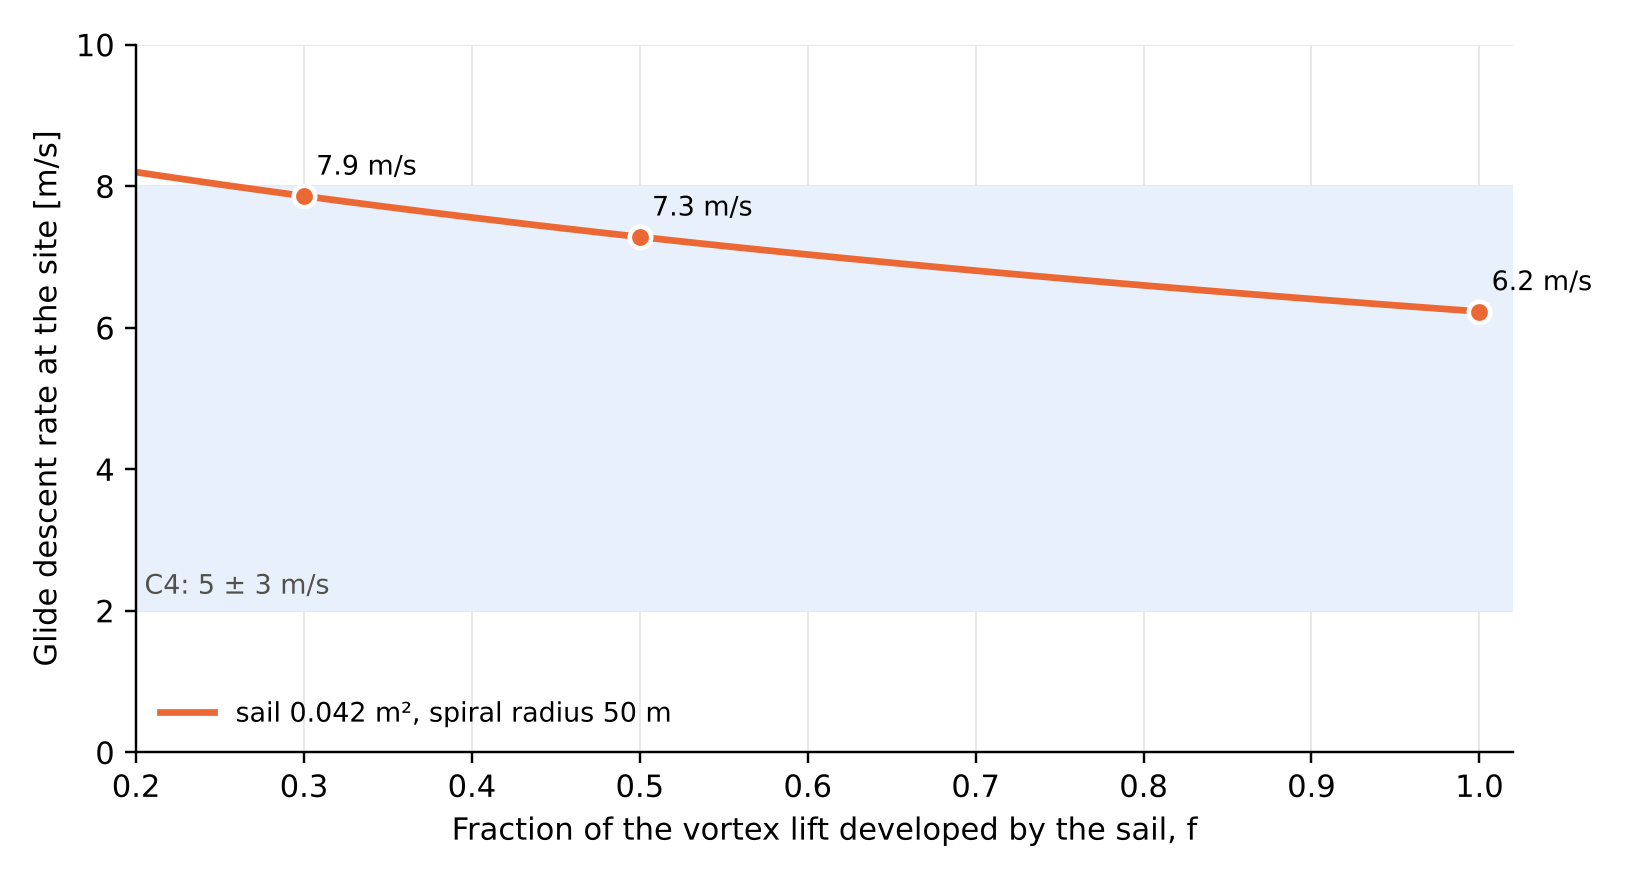 10
8
6
4
2
0
Glide descent rate at the site [m/s]
7.9 m/s
7.3 m/s
6.2 m/s
C4: 5 ± 3 m/s
sail 0.042 m², spiral radius 50 m
0.2 0.3 0.4 0.5 0.6 0.7 0.8 0.9 1.0
Fraction of the vortex lift developed by the sail, f